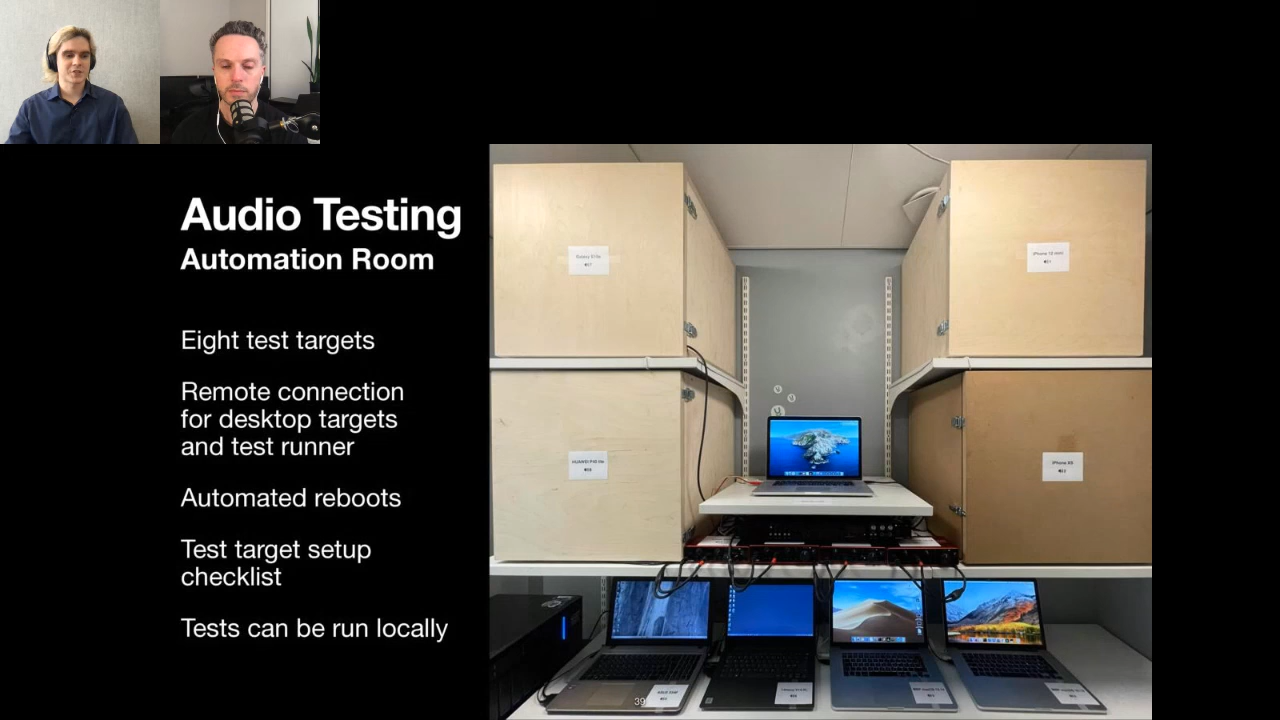 Audio Testing
Automation Room
Eight test targets
Remote connection
for desktop targets
and test runner
Automated reboots
Test target setup
checklist
Tests can be run locally
iPhone XS
39